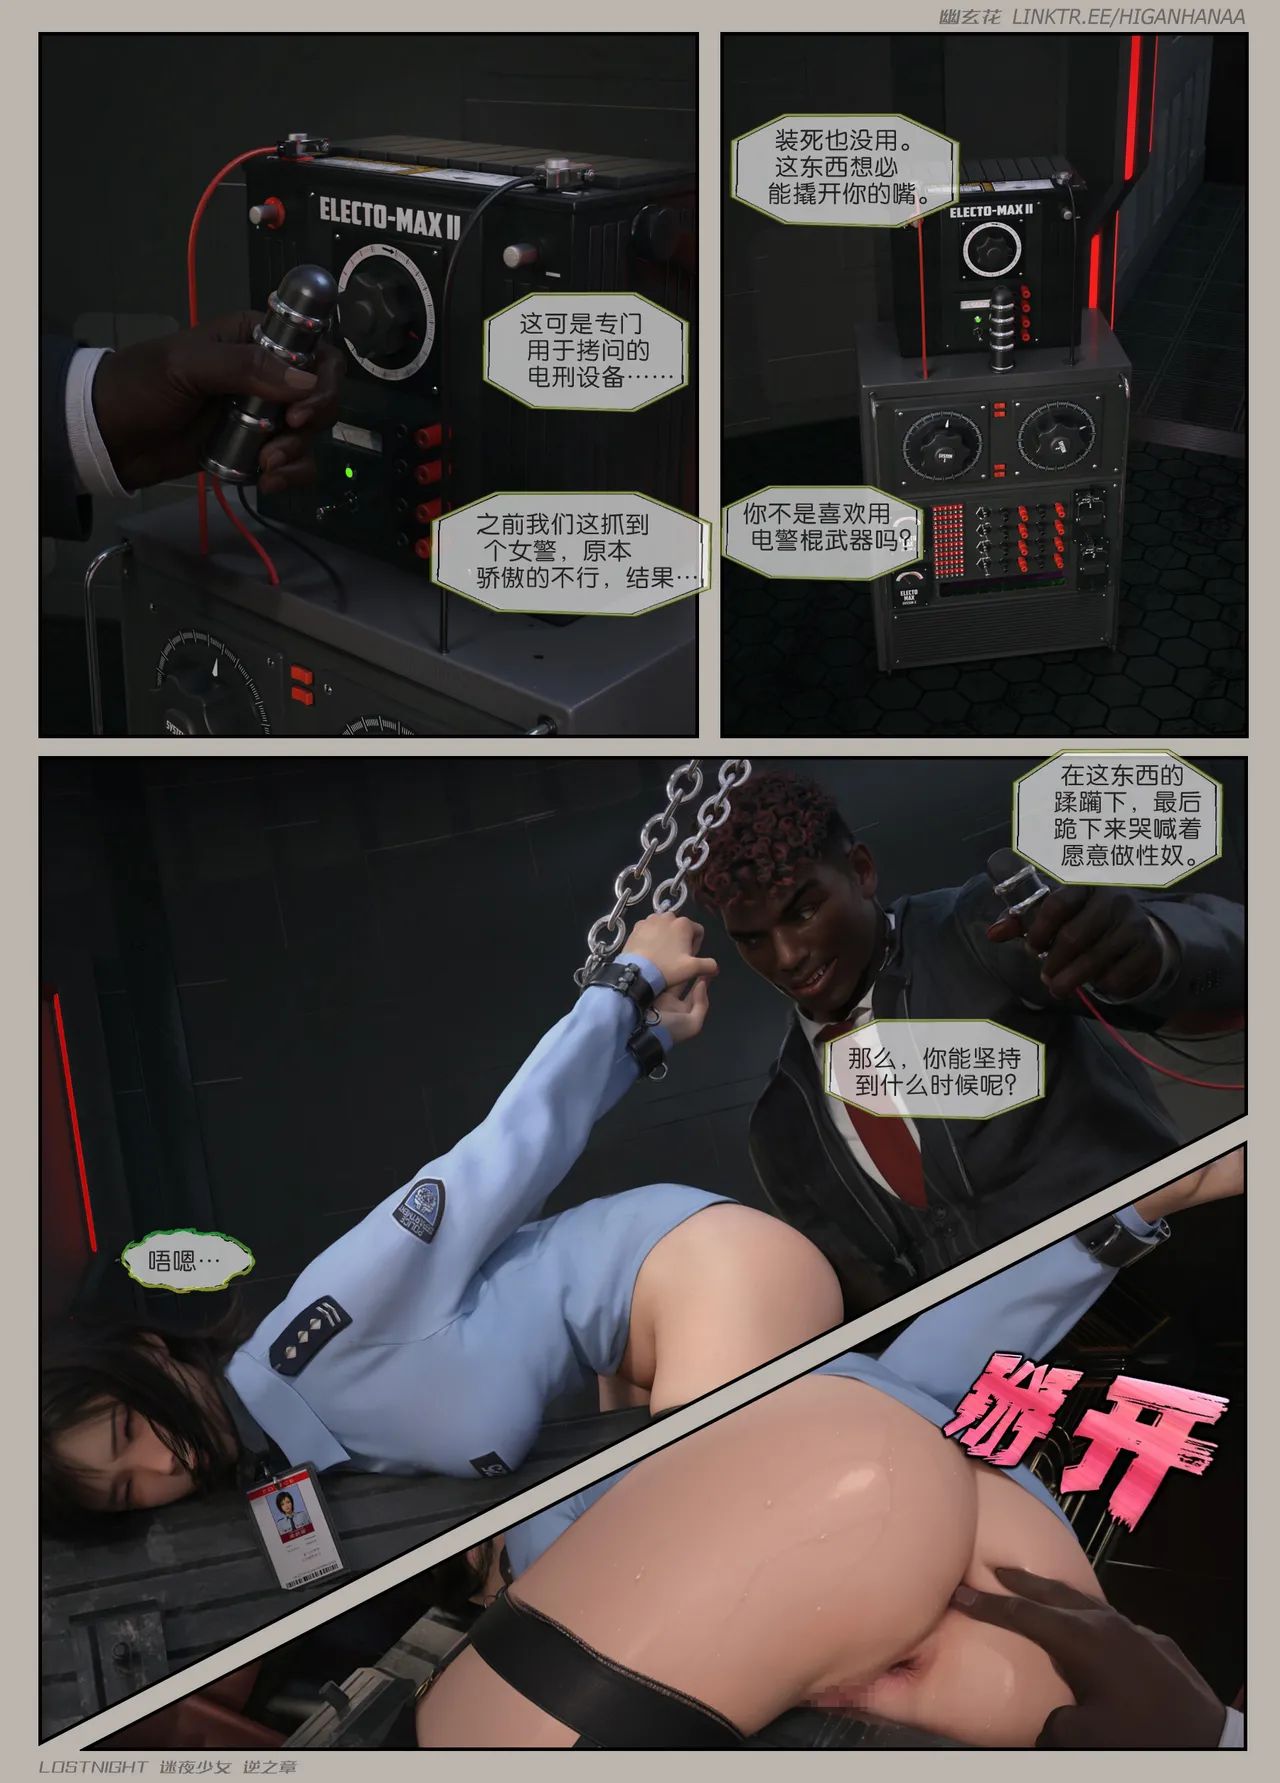 幽玄花 LINKTR.EE/HIGANHANAA
ELECTO-MAX II
这可是专门
用于拷问的
电刑设备……
之前我们这抓到
个女警，原本
骄傲的不行，结果…
装死也没用。
这东西想必
能撬开你的嘴。
ELECTO-MAX II
你不是喜欢用
电警棍武器吗？
ELECTO
MAX
在这东西的
蹂躏下，最后
跪下来哭喊着
愿意做性奴。
那么，你能坚持
到什么时候呢？
POLICE
DEPARTMENT
唔嗯…
掰开
LOSTNIGHT 迷夜少女 逆之章